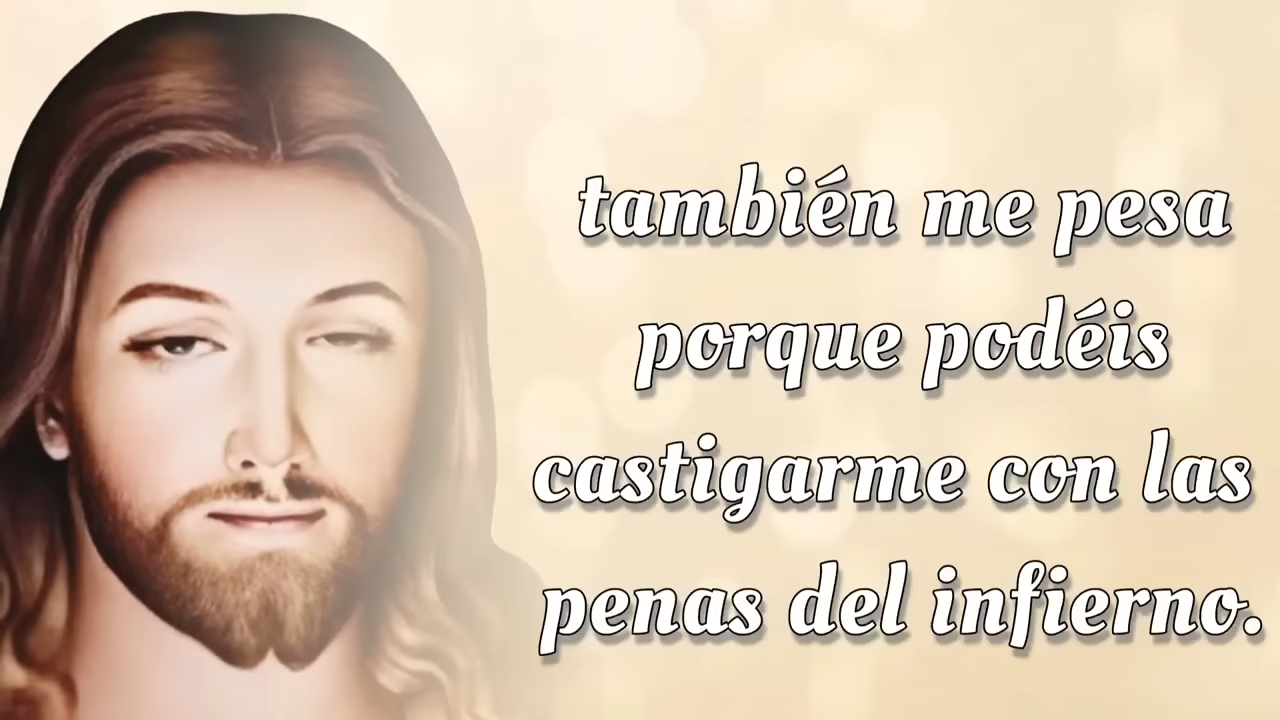 también me pesa
porque podéis
castigarme con las
penas del infierno.